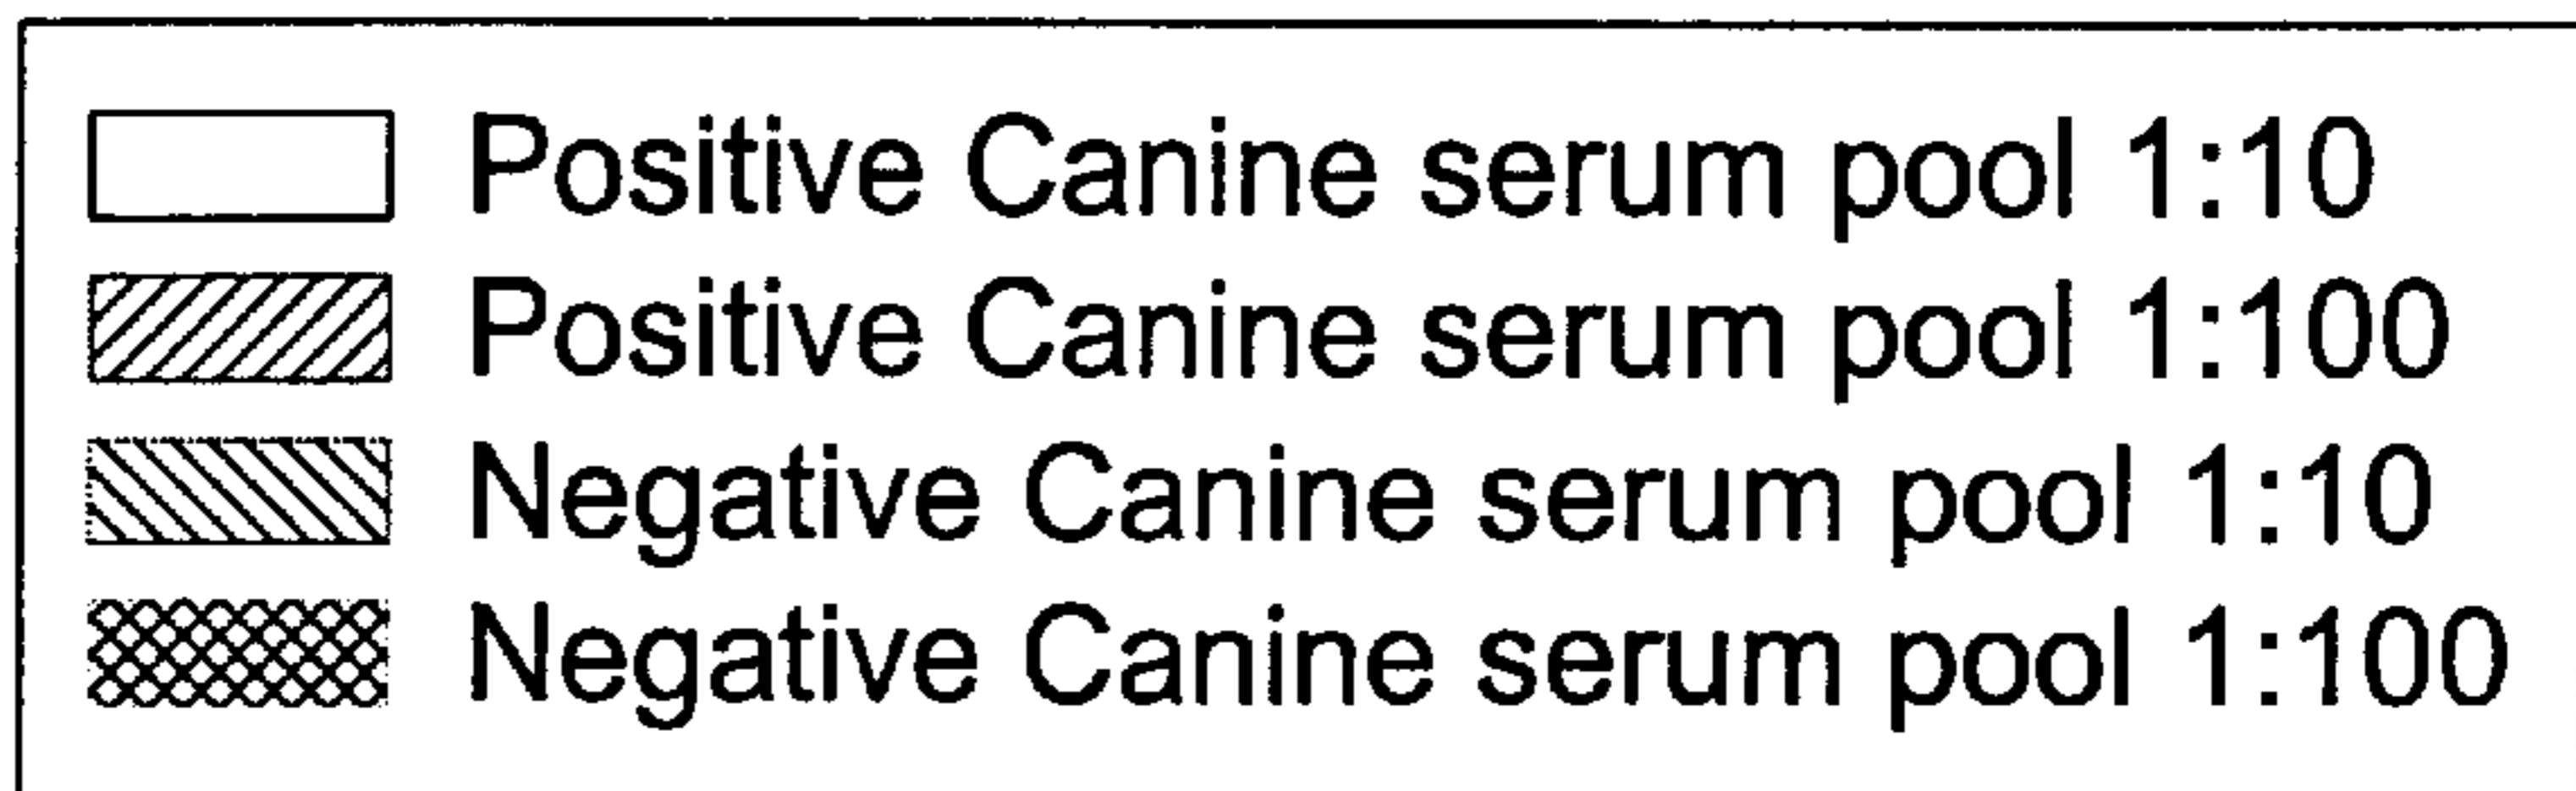 Positive Canine serum pool 1:10
Positive Canine serum pool 1:100
Negative Canine serum pool 1:10
Negative Canine serum pool 1:100